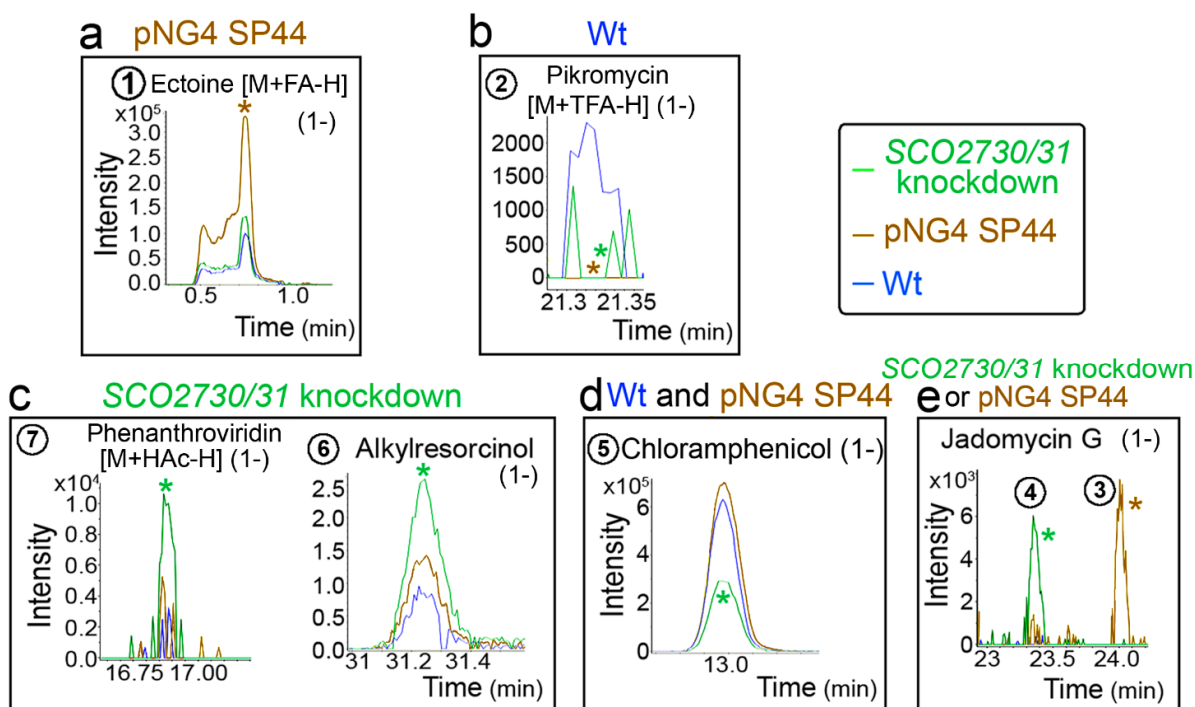 a pNG4 SP44
① Ectoine [M+FA-H]
(1-)
x10⁵
3.0
2.5
2.0
1.5
1.0
0.5
0.0
Intensity
0.5 1.0
Time (min)
*
b Wt
② Pikromycin
[M+TFA-H] (1-)
2000
1500
1000
500
0
21.3 21.35
Time (min)
*
*
SCO2730/31
knockdown
pNG4 SP44
Wt
c SCO2730/31 knockdown
⑦ Phenanthroviridin
[M+HAc-H] (1-)
x10⁴
1.0
0.8
0.6
0.4
0.2
0.0
Intensity
16.75 17.00
*
⑥ Alkylresorcinol
(1-)
2.5
2.0
1.5
1.0
0.5
0.0
31 31.2 31.4
Time (min)
*
d Wt and pNG4 SP44
⑤ Chloramphenicol (1-)
x10⁵
6
4
2
0
Intensity
13.0
Time (min)
*
SCO2730/31 knockdown
e or pNG4 SP44
Jadomycin G (1-)
x10³
6
4
2
0
Intensity
④ ③
* *
23 23.5 24.0
Time (min)